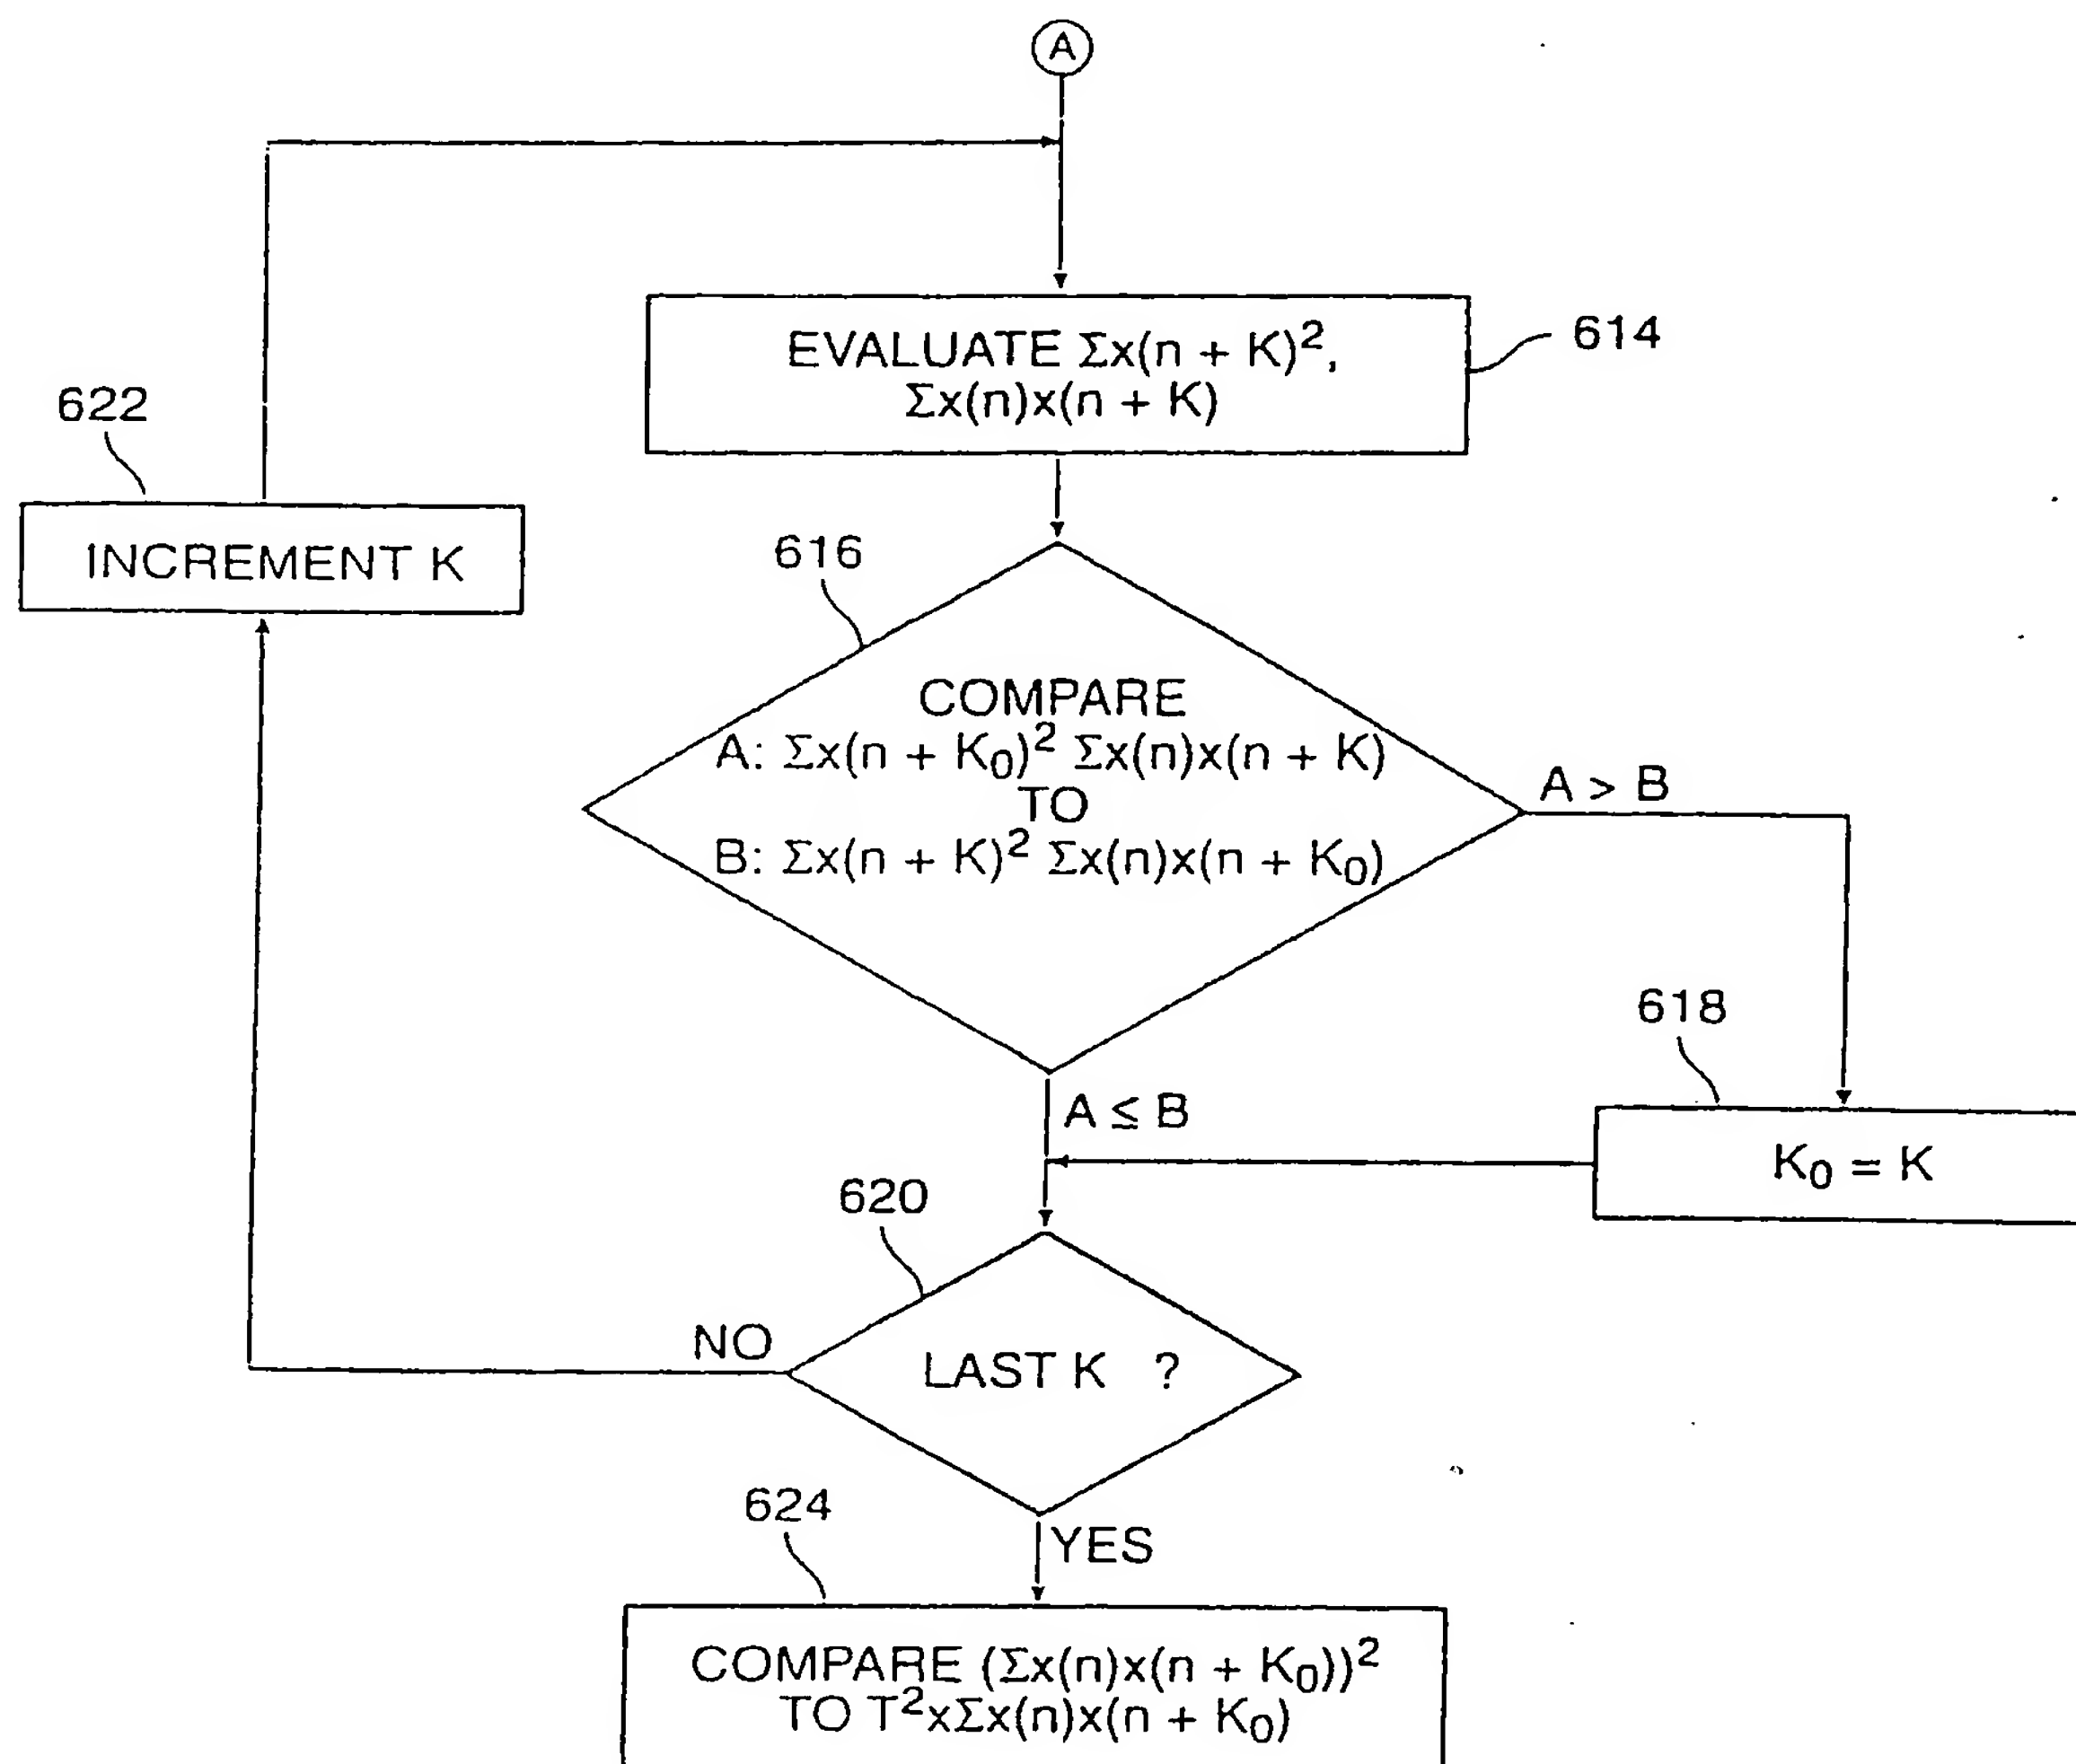 A
EVALUATE Σx(n + K)²,
Σx(n)x(n + K)
614
622
INCREMENT K
616
COMPARE
A: Σx(n + K₀)² Σx(n)x(n + K)
TO
B: Σx(n + K)² Σx(n)x(n + K₀)
A > B
618
K₀ = K
A ≤ B
620
NO
LAST K ?
624
YES
COMPARE (Σx(n)x(n + K₀))²
TO T²xΣx(n)x(n + K₀)